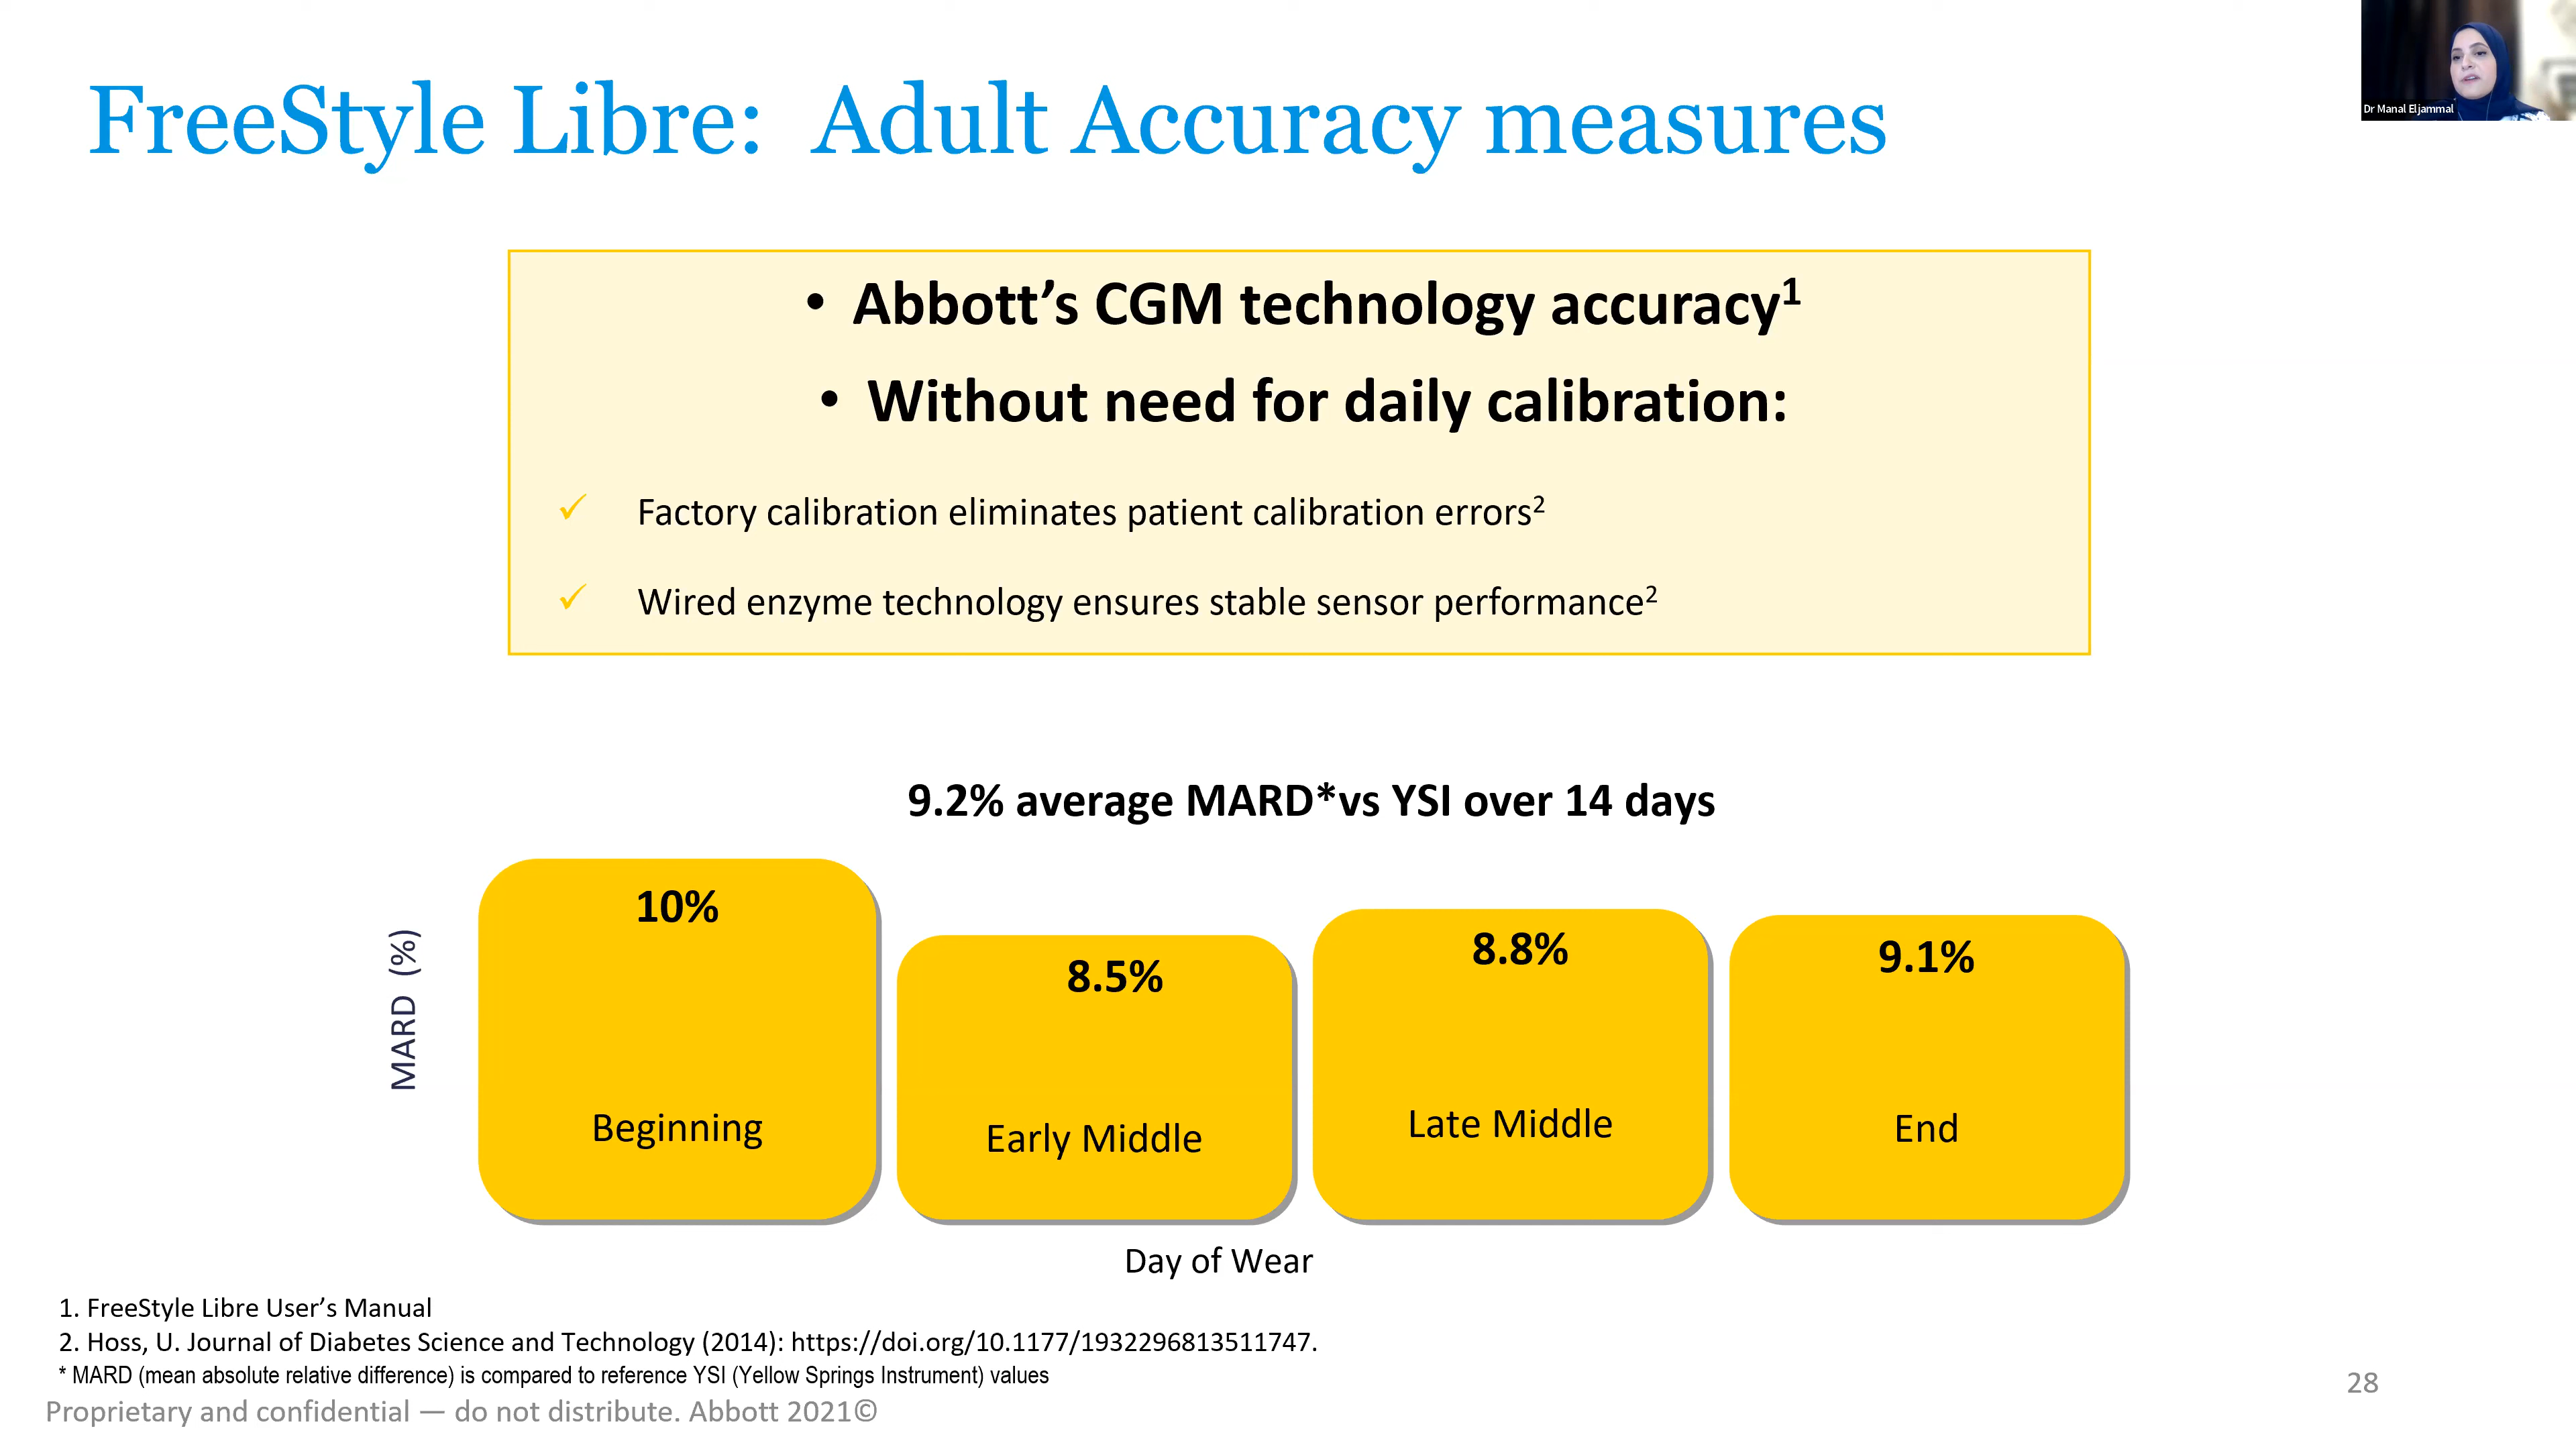 FreeStyle Libre: Adult Accuracy measures
Dr Manal Eljammal
• Abbott’s CGM technology accuracy¹
• Without need for daily calibration:
✓ Factory calibration eliminates patient calibration errors²
✓ Wired enzyme technology ensures stable sensor performance²
9.2% average MARD*vs YSI over 14 days
MARD (%)
10%
Beginning
8.5%
Early Middle
8.8%
Late Middle
9.1%
End
Day of Wear
1. FreeStyle Libre User’s Manual
2. Hoss, U. Journal of Diabetes Science and Technology (2014): https://doi.org/10.1177/1932296813511747.
* MARD (mean absolute relative difference) is compared to reference YSI (Yellow Springs Instrument) values
Proprietary and confidential — do not distribute. Abbott 2021©
28